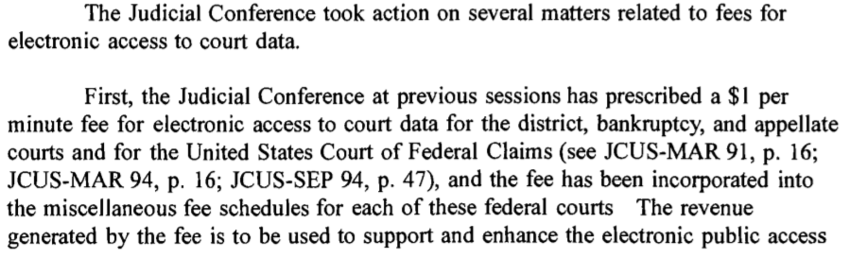 The Judicial Conference took action on several matters related to fees for
electronic access to court data.
First, the Judicial Conference at previous sessions has prescribed a $1 per
minute fee for electronic access to court data for the district, bankruptcy, and appellate
courts and for the United States Court of Federal Claims (see JCUS-MAR 91, p. 16;
JCUS-MAR 94, p. 16; JCUS-SEP 94, p. 47), and the fee has been incorporated into
the miscellaneous fee schedules for each of these federal courts The revenue
generated by the fee is to be used to support and enhance the electronic public access